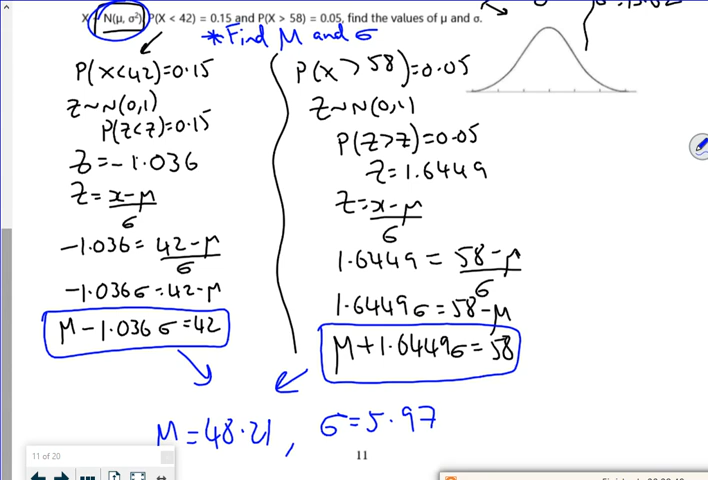 X N(μ, σ²) P(X < 42) = 0.15 and P(X > 58) = 0.05, find the values of μ and σ.
*Find μ and σ
P(X<42)=0.15
Z~N(0,1)
P(Z<z)=0.15
z=-1.036
Z=x-μ/σ
-1.036=42-μ/σ
-1.036σ=42-μ
μ-1.036σ=42
P(X>58)=0.05
Z~N(0,1)
P(Z>z)=0.05
Z=1.6449
Z=x-μ/σ
1.6449=58-μ/σ
1.6449σ=58-μ
μ+1.6449σ=58
μ=48.21, σ=5.97
11
11 of 20